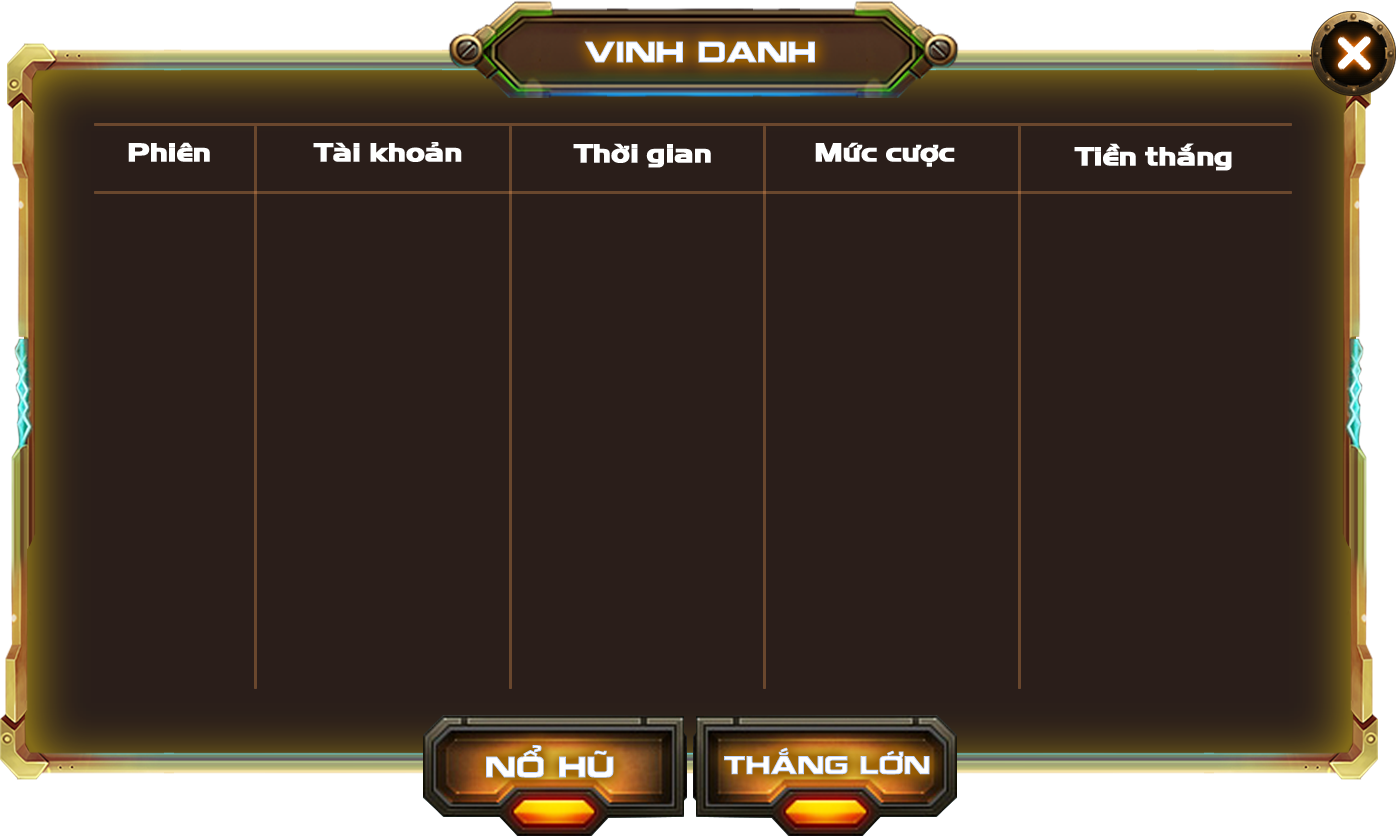 VINH DANH
Phiên Tài khoản Thời gian Mức cược Tiền thắng
NỔ HŨ THẮNG LỚN